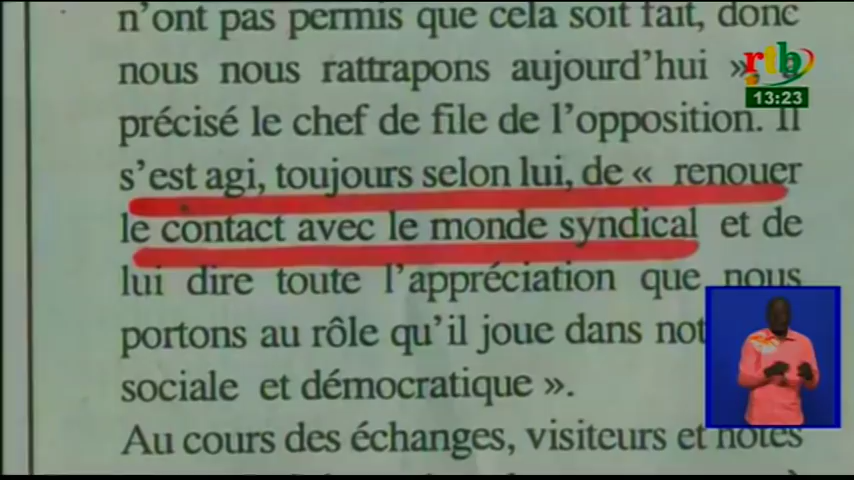 n'ont pas permis que cela soit fait, donc
nous nous rattrapons aujourd'hui »,
rtb
13:23
précisé le chef de file de l'opposition. Il
s'est agi, toujours selon lui, de « renouer
le contact avec le monde syndical et de
lui dire toute l'appréciation que nous
portons au rôle qu'il joue dans
sociale et démocratique ».
Au cours des échanges, visiteurs et hôtes